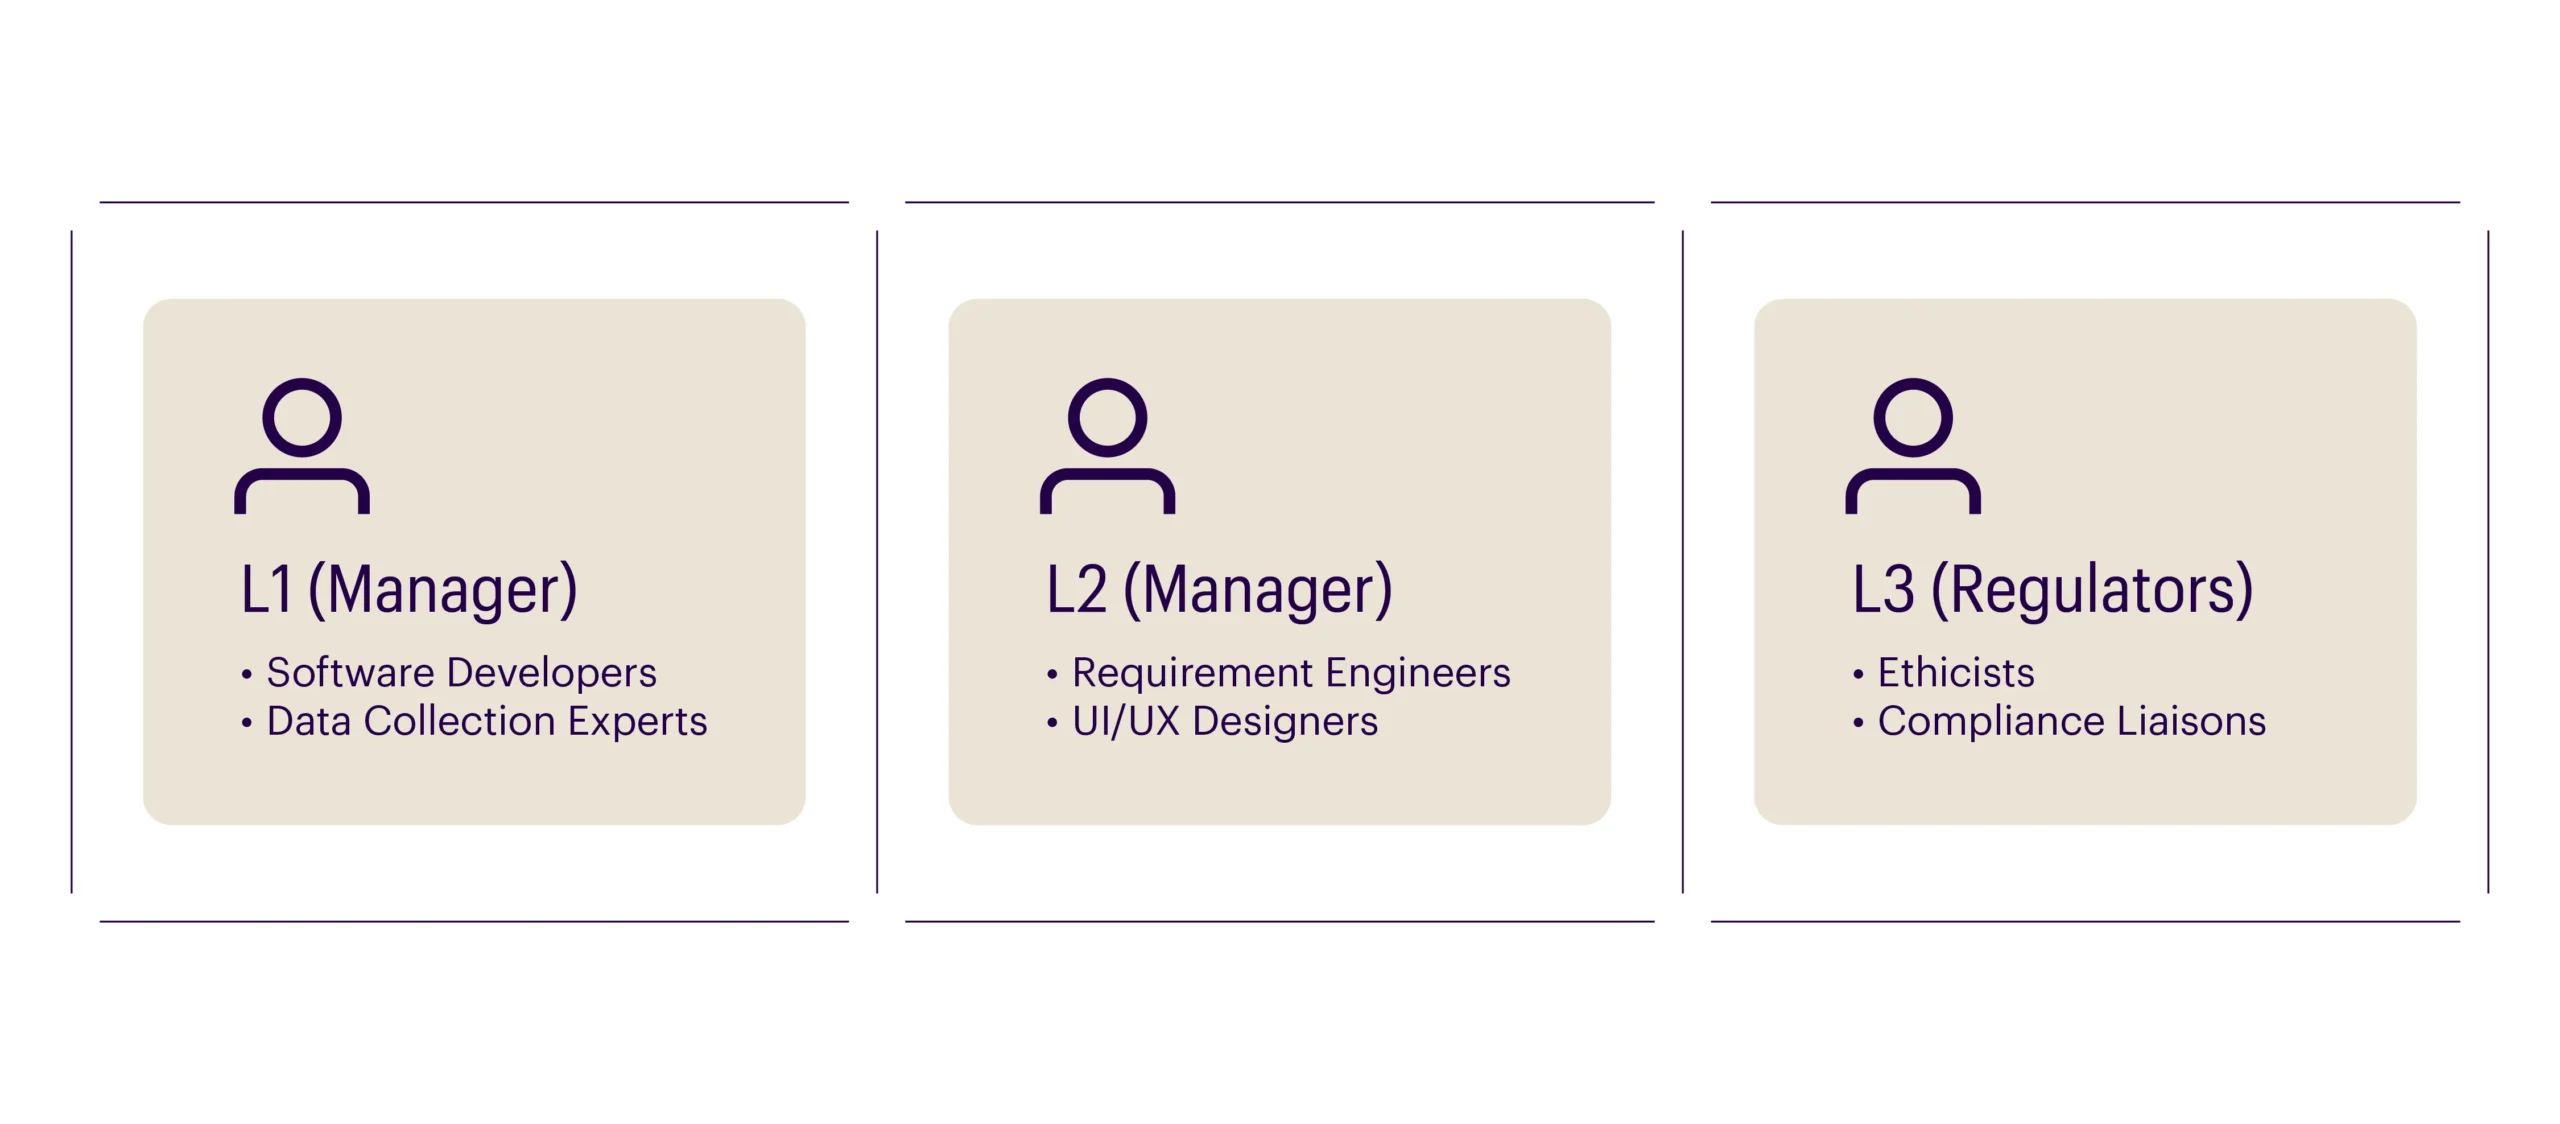 L1 (Manager)
• Software Developers
• Data Collection Experts
L2 (Manager)
• Requirement Engineers
• UI/UX Designers
L3 (Regulators)
• Ethicists
• Compliance Liaisons